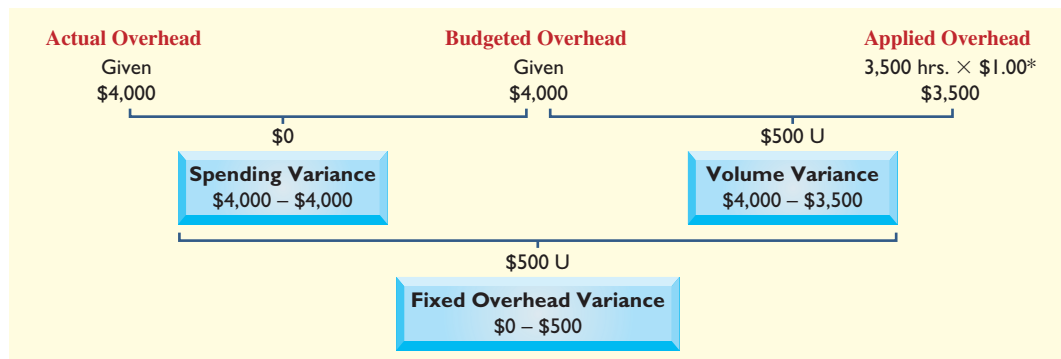 Actual Overhead Budgeted Overhead Applied Overhead
Given Given 3,500 hrs. × $1.00*
$4,000 $4,000 $3,500
$0 $500 U
Spending Variance Volume Variance
$4,000 – $4,000 $4,000 – $3,500
$500 U
Fixed Overhead Variance
$0 – $500